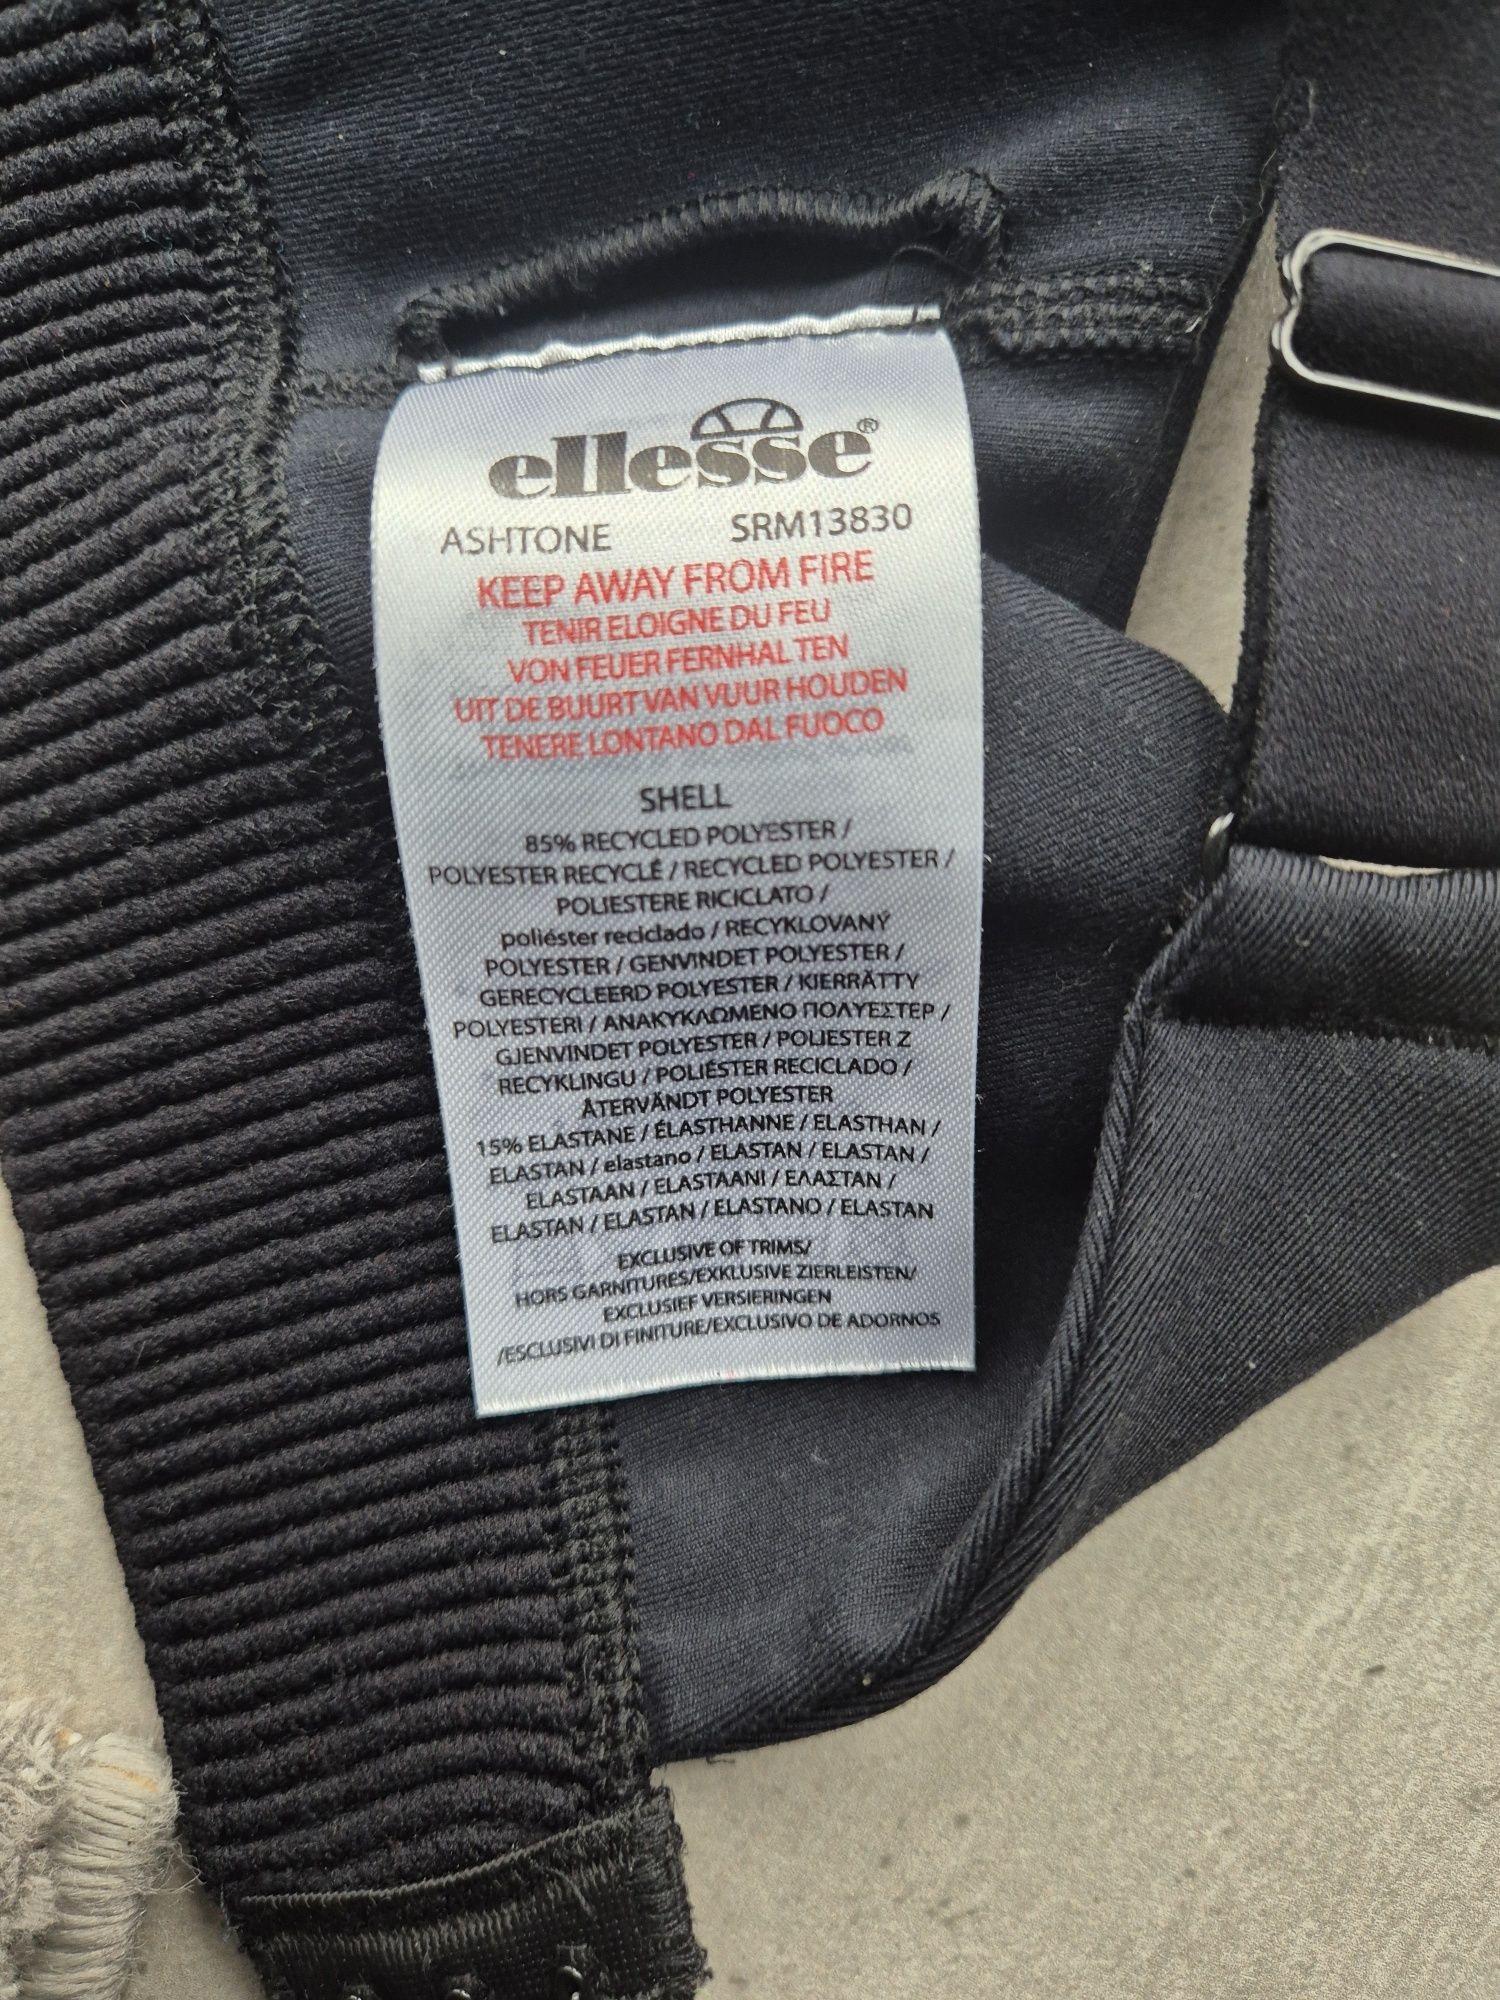 ellesse®
ASHTONE SRM13830
KEEP AWAY FROM FIRE
TENIR ELOIGNE DU FEU
VON FEUER FERNHALTEN
UIT DE BUURT VAN VUUR HOUDEN
TENERE LONTANO DAL FUOCO
SHELL
85% RECYCLED POLYESTER /
POLYESTER RECYCLÉ / RECYCLED POLYESTER /
POLIESTERE RICICLATO /
poliéster reciclado / RECYKLOVANÝ
POLYESTER / GENVINDET POLYESTER /
GERECYCLEERD POLYESTER / KIERRÄTTY
POLYESTERI / ΑΝΑΚΥΚΛΩΜΕΝΟ ΠΟΛΥΕΣΤΕΡ /
GJENVINDET POLYESTER / POLIESTER Z
RECYKLINGU / POLIÉSTER RECICLADO /
ÅTERVÄNDT POLYESTER
15% ELASTANE / ÉLASTHANNE / ELASTHAN /
ELASTAN / elastano / ELASTAN / ELASTAN /
ELASTAAN / ELASTAANI / ΕΛΑΣΤΑΝ /
ELASTAN / ELASTAN / ELASTANO / ELASTAN
EXCLUSIVE OF TRIMS/
HORS GARNITURES/EXKLUSIVE ZIERLEISTEN/
EXCLUSIEF VERSIERINGEN
/ESCLUSIVI DI FINITURE/EXCLUSIVO DE ADORNOS